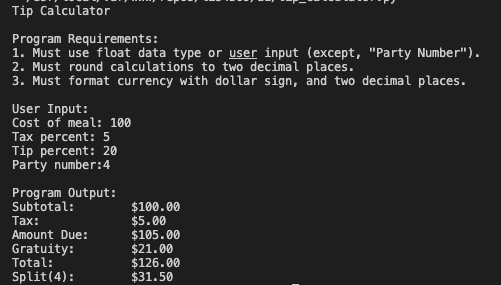 Tip Calculator
Program Requirements:
1. Must use float data type or user input (except, "Party Number").
2. Must round calculations to two decimal places.
3. Must format currency with dollar sign, and two decimal places.
User Input:
Cost of meal: 100
Tax percent: 5
Tip percent: 20
Party number:4
Program Output:
Subtotal: $100.00
Tax: $5.00
Amount Due: $105.00
Gratuity: $21.00
Total: $126.00
Split(4): $31.50